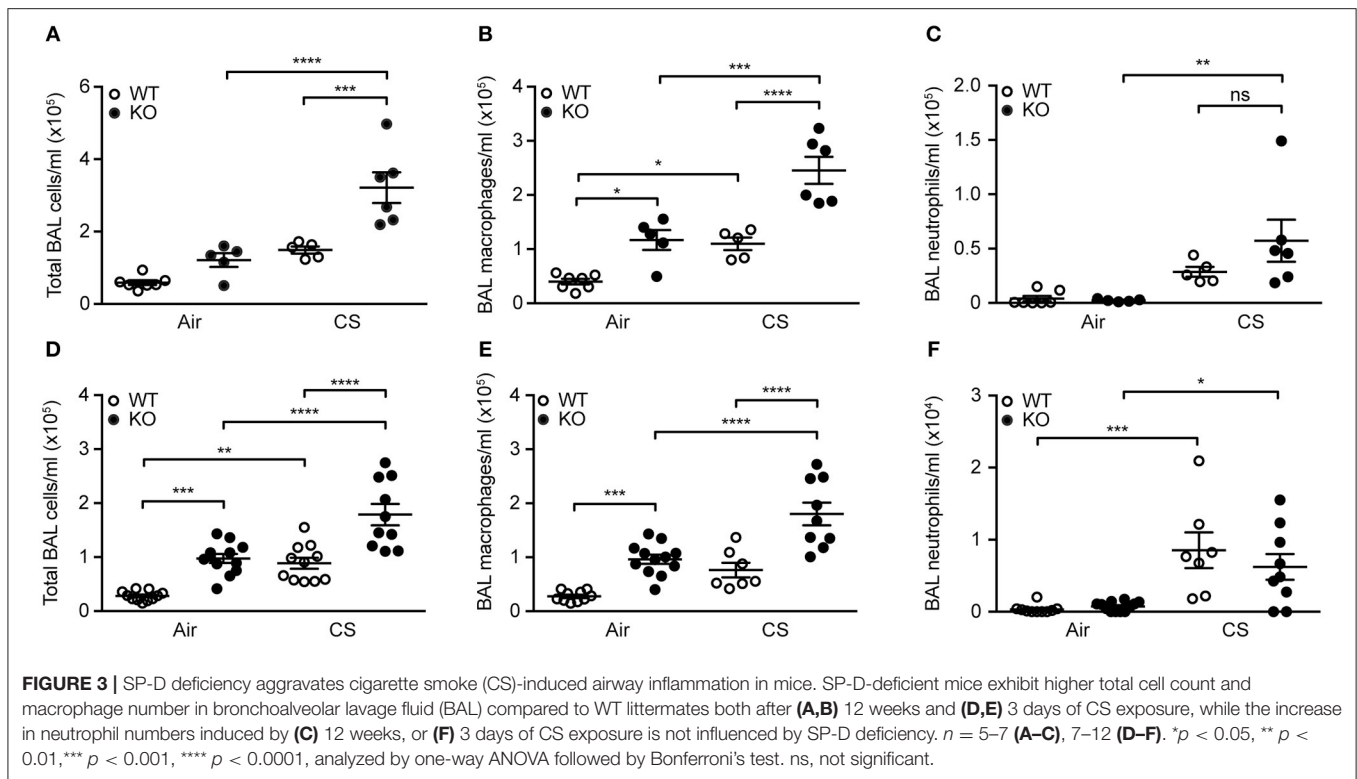 A
****
***
Total BAL cells/ml (x10⁵)
6
4
2
0
WT
KO
Air
CS
B
***
****
*
*
BAL macrophages/ml (x10⁵)
4
3
2
1
0
WT
KO
Air
CS
C
**
ns
BAL neutrophils/ml (x10⁵)
2.0
1.5
1.0
0.5
0
WT
KO
Air
CS
D
****
****
**
***
Total BAL cells/ml (x10⁵)
4
3
2
1
0
WT
KO
Air
CS
E
****
****
***
BAL macrophages/ml (x10⁵)
4
3
2
1
0
WT
KO
Air
CS
F
*
***
BAL neutrophils/ml (x10⁴)
3
2
1
0
WT
KO
Air
CS
FIGURE 3 | SP-D deficiency aggravates cigarette smoke (CS)-induced airway inflammation in mice. SP-D-deficient mice exhibit higher total cell count and
macrophage number in bronchoalveolar lavage fluid (BAL) compared to WT littermates both after (A,B) 12 weeks and (D,E) 3 days of CS exposure, while the increase
in neutrophil numbers induced by (C) 12 weeks, or (F) 3 days of CS exposure is not influenced by SP-D deficiency. n = 5–7 (A–C), 7–12 (D–F). *p < 0.05, ** p <
0.01,*** p < 0.001, **** p < 0.0001, analyzed by one-way ANOVA followed by Bonferroni's test. ns, not significant.